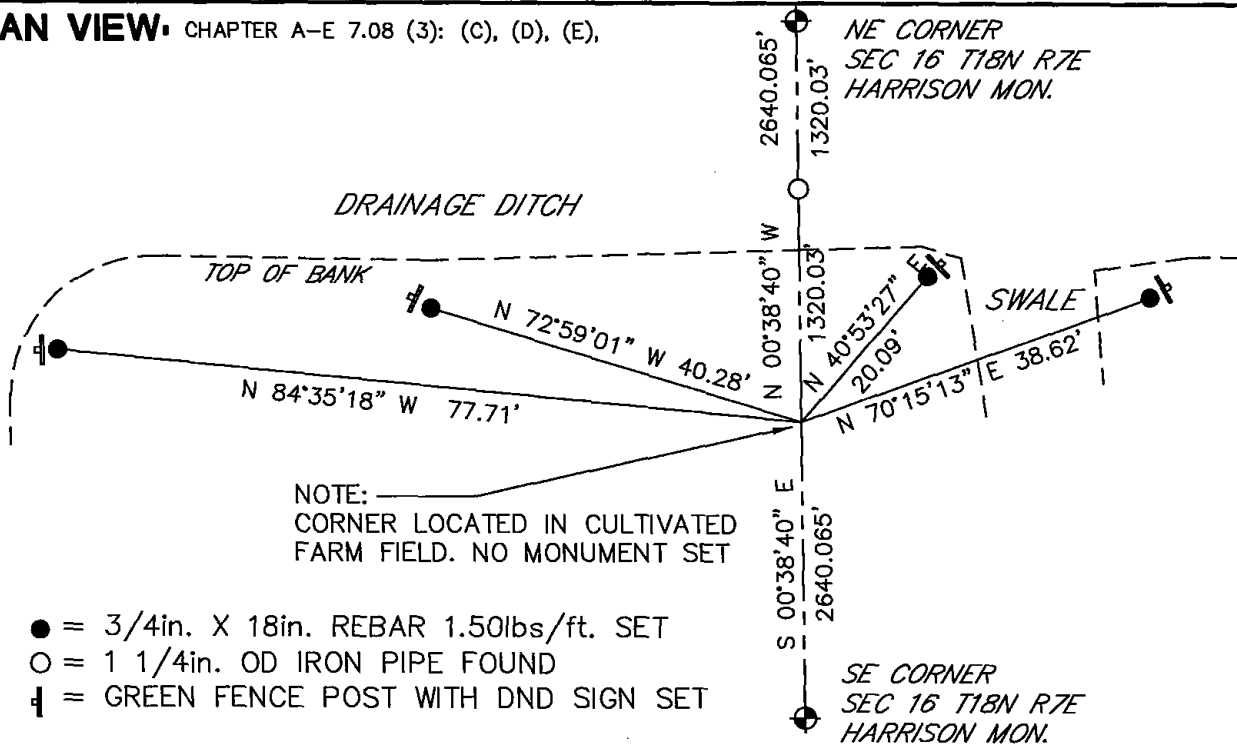 AN VIEW: CHAPTER A-E 7.08 (3): (C), (D), (E),
NE CORNER
SEC 16 T18N R7E
HARRISON MON.
2640.065'
1320.03'
DRAINAGE DITCH
TOP OF BANK
N 00°38'40" W
1320.03'
SWALE
N 72°59'01" W 40.28'
N 40°53'27" E
20.09'
N 84°35'18" W 77.71'
N 70°15'13" E 38.62'
NOTE:
CORNER LOCATED IN CULTIVATED
FARM FIELD. NO MONUMENT SET
S 00°38'40" E
2640.065'
= 3/4in. X 18in. REBAR 1.50lbs/ft. SET
= 1 1/4in. OD IRON PIPE FOUND
= GREEN FENCE POST WITH DND SIGN SET
SE CORNER
SEC 16 T18N R7E
HARRISON MON.